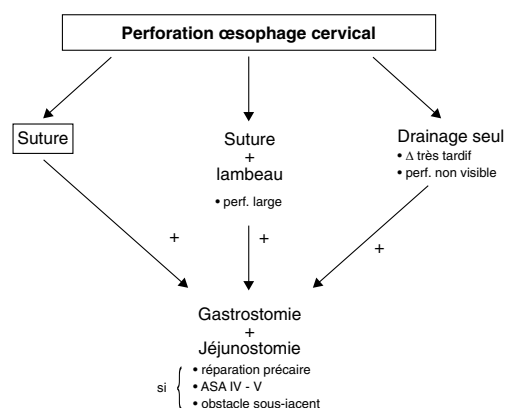 Perforation œsophage cervical
Suture
Suture
+
lambeau
• perf. large
Drainage seul
• Δ très tardif
• perf. non visible
+
+
+
Gastrostomie
+
Jéjunostomie
si
• réparation précaire
• ASA IV - V
• obstacle sous-jacent